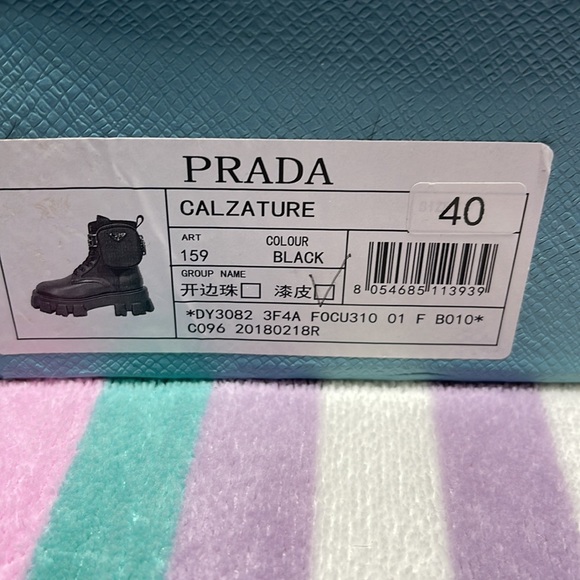 PRADA
CALZATURE
40
ART COLOUR
159 BLACK
GROUP NAME
开边珠□ 漆皮□
8 054685 113939
*DY3082 3F4A F0CU310 01 F B010*
C096 20180218R